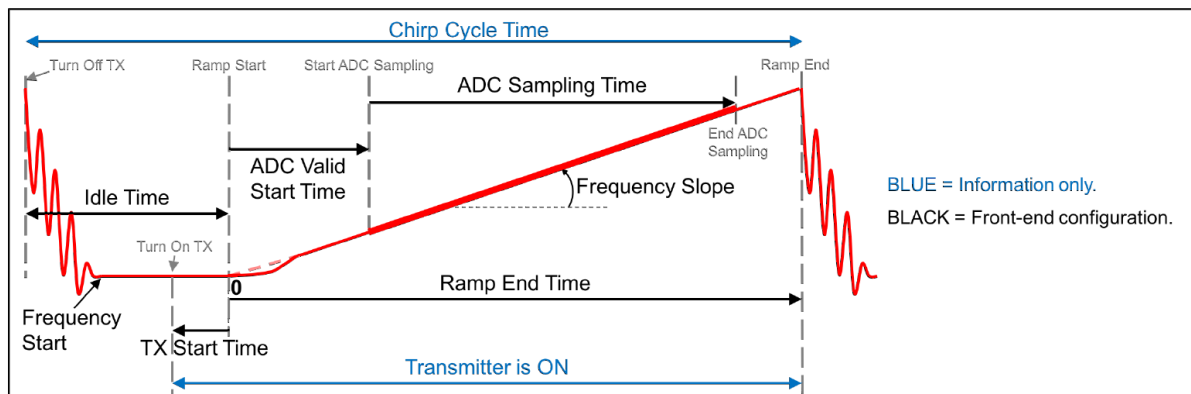 Chirp Cycle Time
Turn Off TX
Ramp Start
Start ADC Sampling
Ramp End
ADC Sampling Time
End ADC
Sampling
ADC Valid
Start Time
Frequency Slope
Idle Time
BLUE = Information only.
BLACK = Front-end configuration.
Turn On TX
0
Ramp End Time
Frequency
Start
TX Start Time
Transmitter is ON